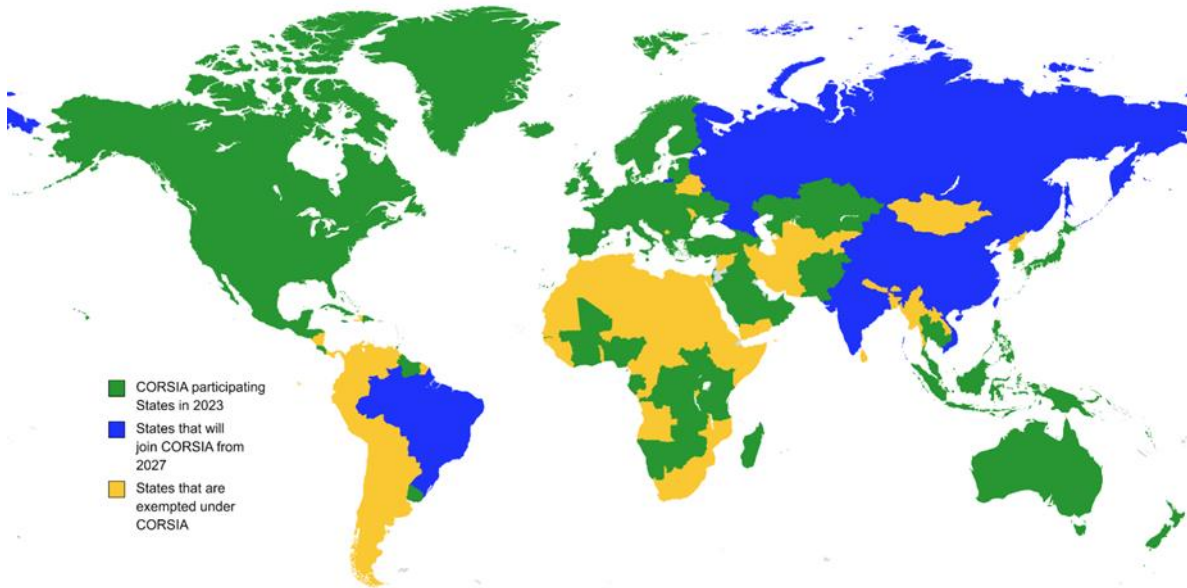 CORSIA participating
States in 2023
States that will
join CORSIA from
2027
States that are
exempted under
CORSIA